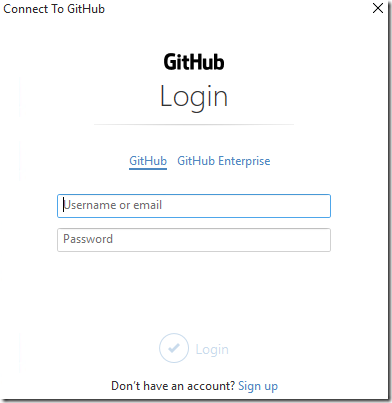 Connect To GitHub
GitHub
Login
GitHub GitHub Enterprise
Username or email
Password
Login
Don't have an account? Sign up